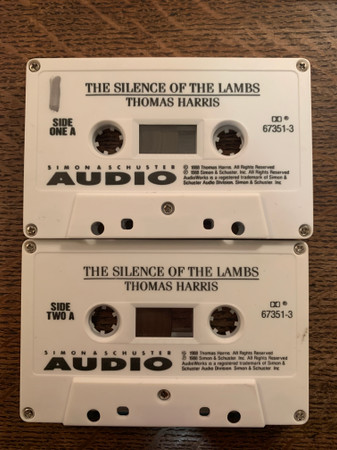 THE SILENCE OF THE LAMBS
THOMAS HARRIS
SIDE
ONE A
67351-3
SIMON & SCHUSTER
AUDIO
℗ 1988 Thomas Harris. All Rights Reserved
© 1988 Simon & Schuster, Inc. All Rights Reserved
AudioWorks is a registered trademark of Simon &
Schuster Audio Division, Simon & Schuster Inc
THE SILENCE OF THE LAMBS
THOMAS HARRIS
SIDE
TWO A
67351-3
SIMON & SCHUSTER
AUDIO
℗ 1988 Thomas Harris. All Rights Reserved
© 1988 Simon & Schuster, Inc. All Rights Reserved
AudioWorks is a registered trademark of Simon &
Schuster Audio Division Simon & Schuster Inc